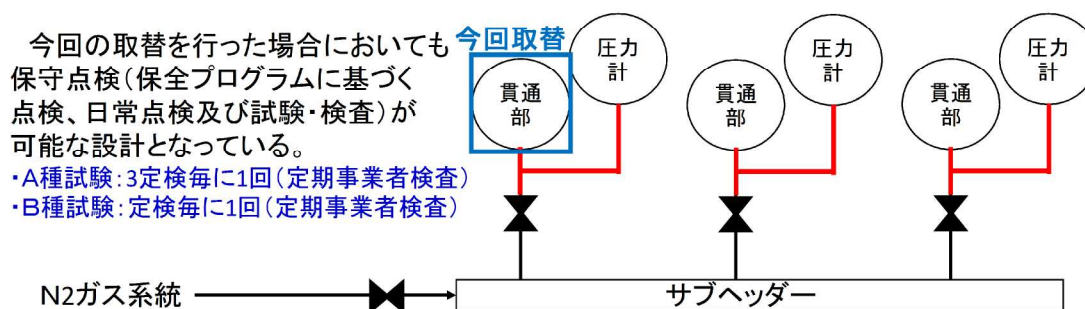 今回の取替を行った場合においても
保守点検(保全プログラムに基づく
点検、日常点検及び試験・検査)が
可能な設計となっている。
・A種試験:3定検毎に1回(定期事業者検査)
・B種試験:定検毎に1回(定期事業者検査)
今回取替
貫通
部
圧力
計
貫通
部
圧力
計
貫通
部
圧力
計
N2ガス系統
サブヘッダー